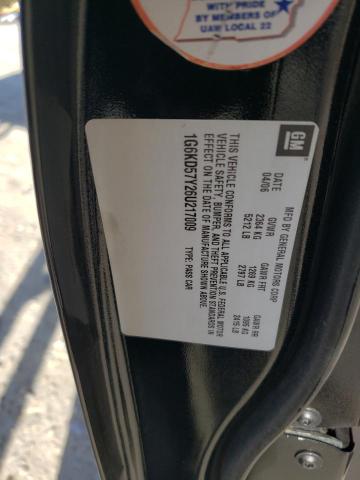 WITH PRIDE
BY MEMBERS OF
UAW LOCAL 22
GM
MFD BY GENERAL MOTORS CORP
DATE GVWR GAWR FRT GAWR RR
04/06 2364 KG 1269 KG 1095 KG
5212 LB 2797 LB 2415 LB
THIS VEHICLE CONFORMS TO ALL APPLICABLE U.S. FEDERAL MOTOR
VEHICLE SAFETY, BUMPER, AND THEFT PREVENTION STANDARDS IN
EFFECT ON THE DATE OF MANUFACTURE SHOWN ABOVE.
1G6KD57Y26U217009 TYPE: PASS CAR